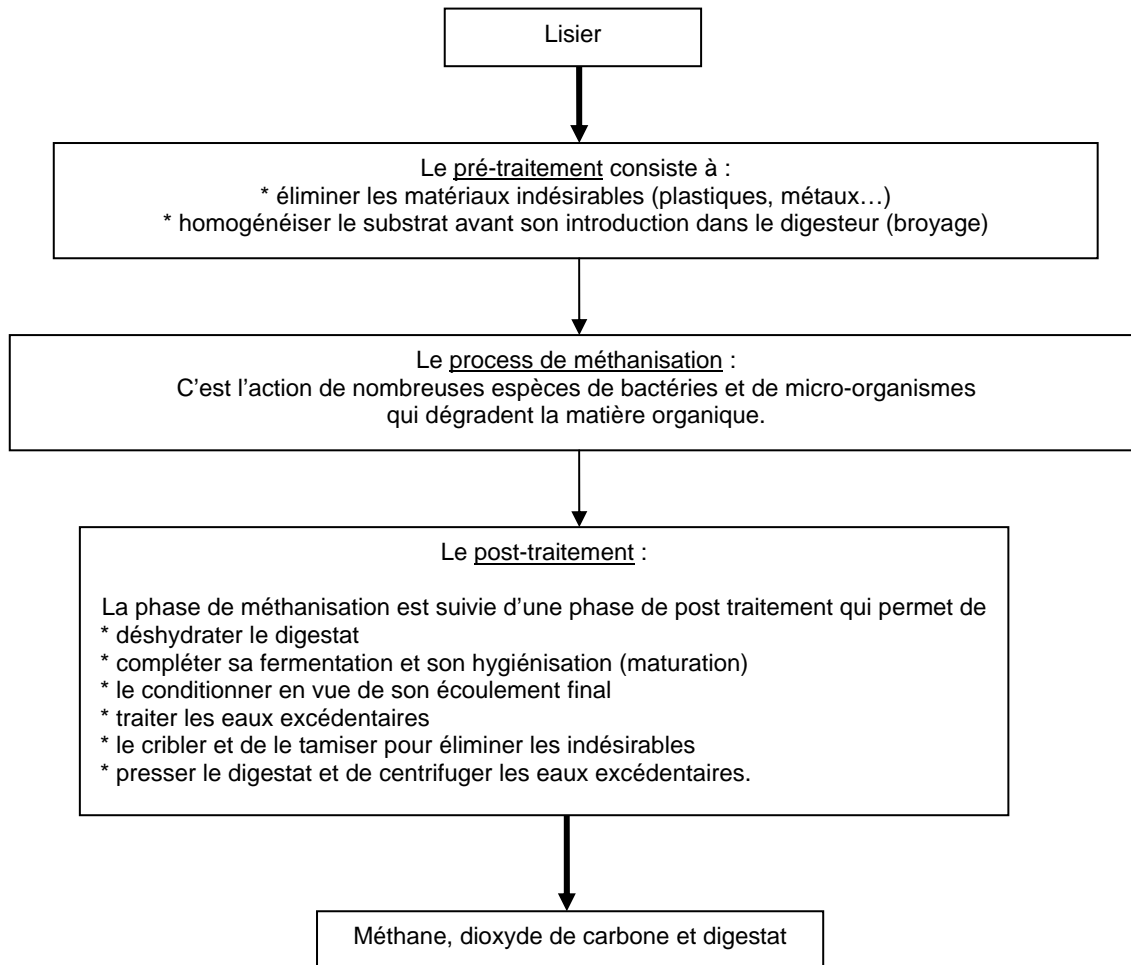 Lisier
Le pré-traitement consiste à :
* éliminer les matériaux indésirables (plastiques, métaux…)
* homogénéiser le substrat avant son introduction dans le digesteur (broyage)
Le process de méthanisation :
C’est l’action de nombreuses espèces de bactéries et de micro-organismes
qui dégradent la matière organique.
Le post-traitement :
La phase de méthanisation est suivie d’une phase de post traitement qui permet de
* déshydrater le digestat
* compléter sa fermentation et son hygiénisation (maturation)
* le conditionner en vue de son écoulement final
* traiter les eaux excédentaires
* le cribler et de le tamiser pour éliminer les indésirables
* presser le digestat et de centrifuger les eaux excédentaires.
Méthane, dioxyde de carbone et digestat